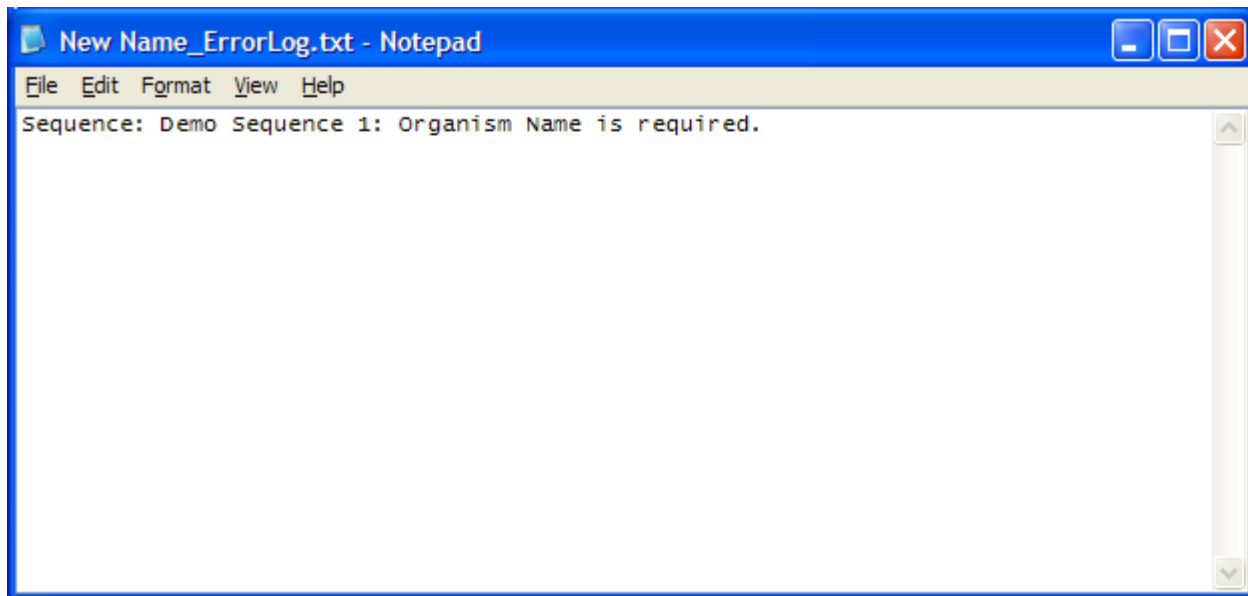 New Name_ErrorLog.txt - Notepad
File Edit Format View Help
Sequence: Demo Sequence 1: Organism Name is required.